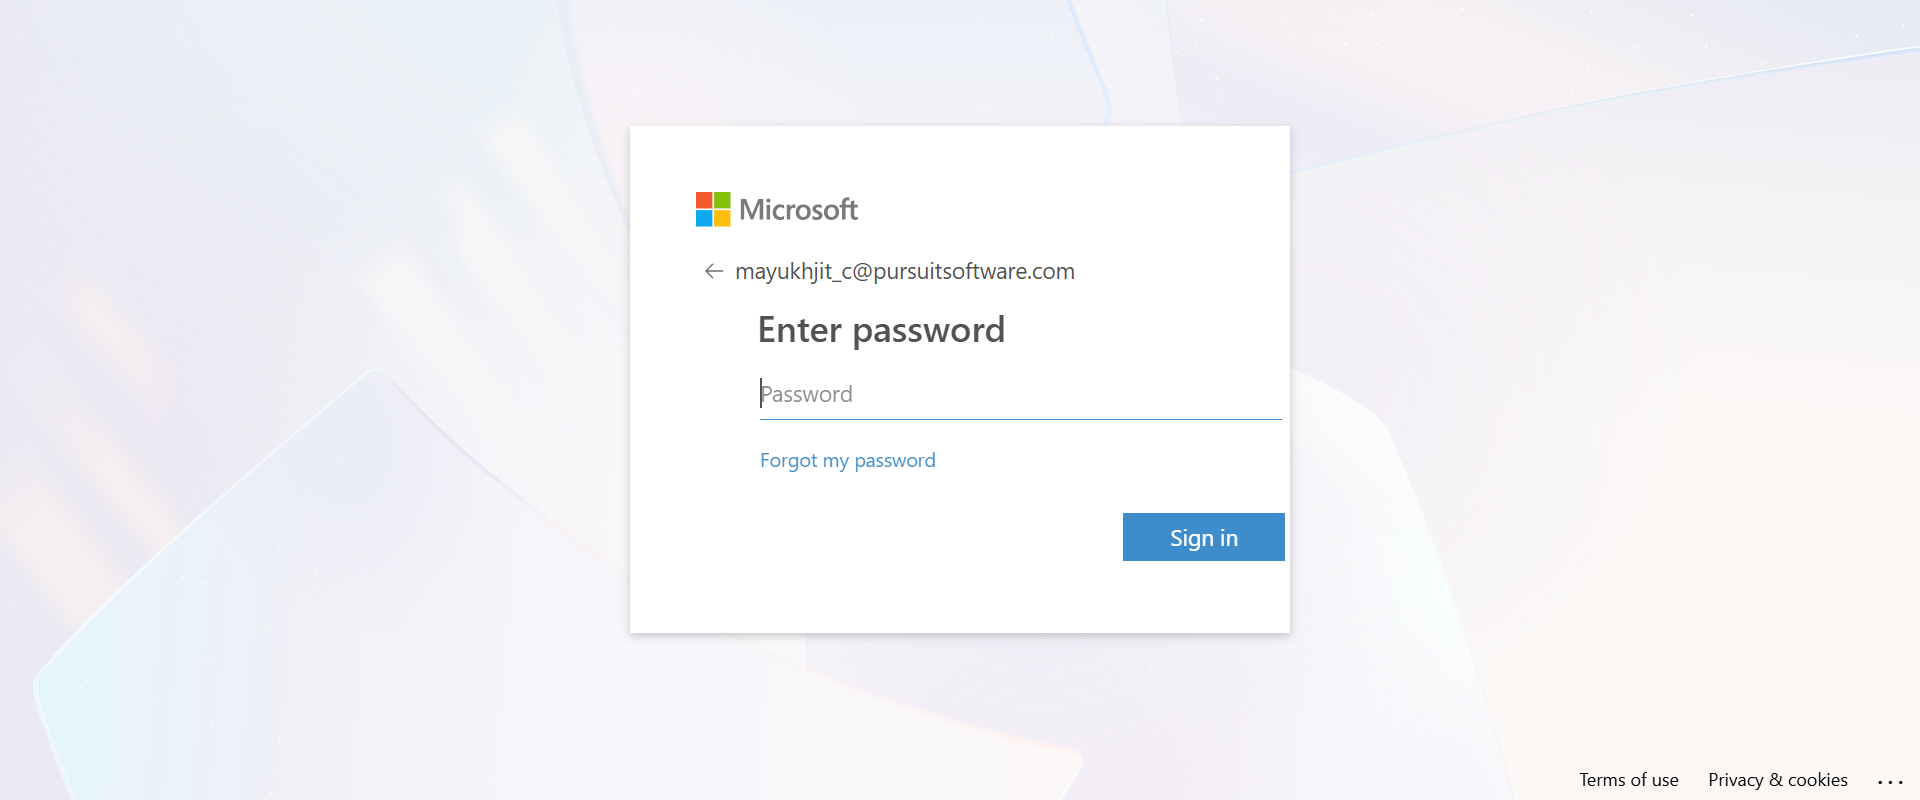 Microsoft
mayukhjit_c@pursuitsoftware.com
Enter password
Password
Forgot my password
Sign in
Terms of use Privacy & cookies ...